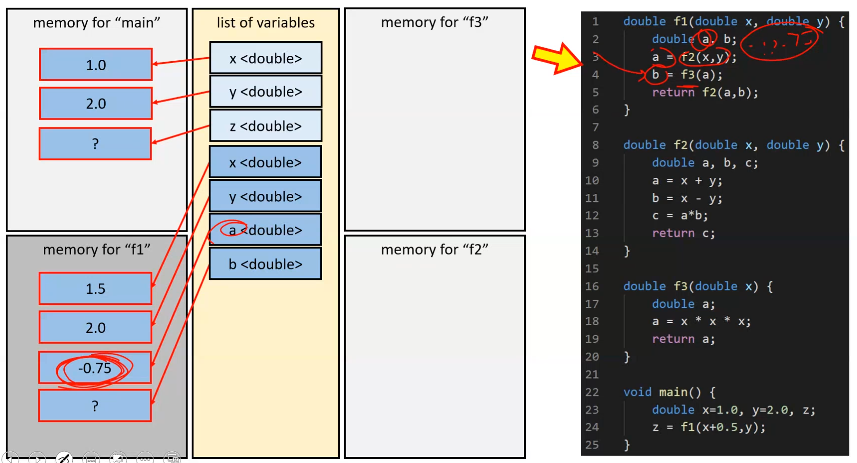 memory for “main”
1.0
2.0
?
memory for “f1”
1.5
2.0
-0.75
?
list of variables
x <double>
y <double>
z <double>
x <double>
y <double>
a <double>
b <double>
memory for “f3”
memory for “f2”
1 double f1(double x, double y) {
2 double a, b;
3 a = f2(x,y);
4 b = f3(a);
5 return f2(a,b);
6 }
7
8 double f2(double x, double y) {
9 double a, b, c;
10 a = x + y;
11 b = x - y;
12 c = a*b;
13 return c;
14 }
15
16 double f3(double x) {
17 double a;
18 a = x * x * x;
19 return a;
20 }
21
22 void main() {
23 double x=1.0, y=2.0, z;
24 z = f1(x+0.5,y);
25 }